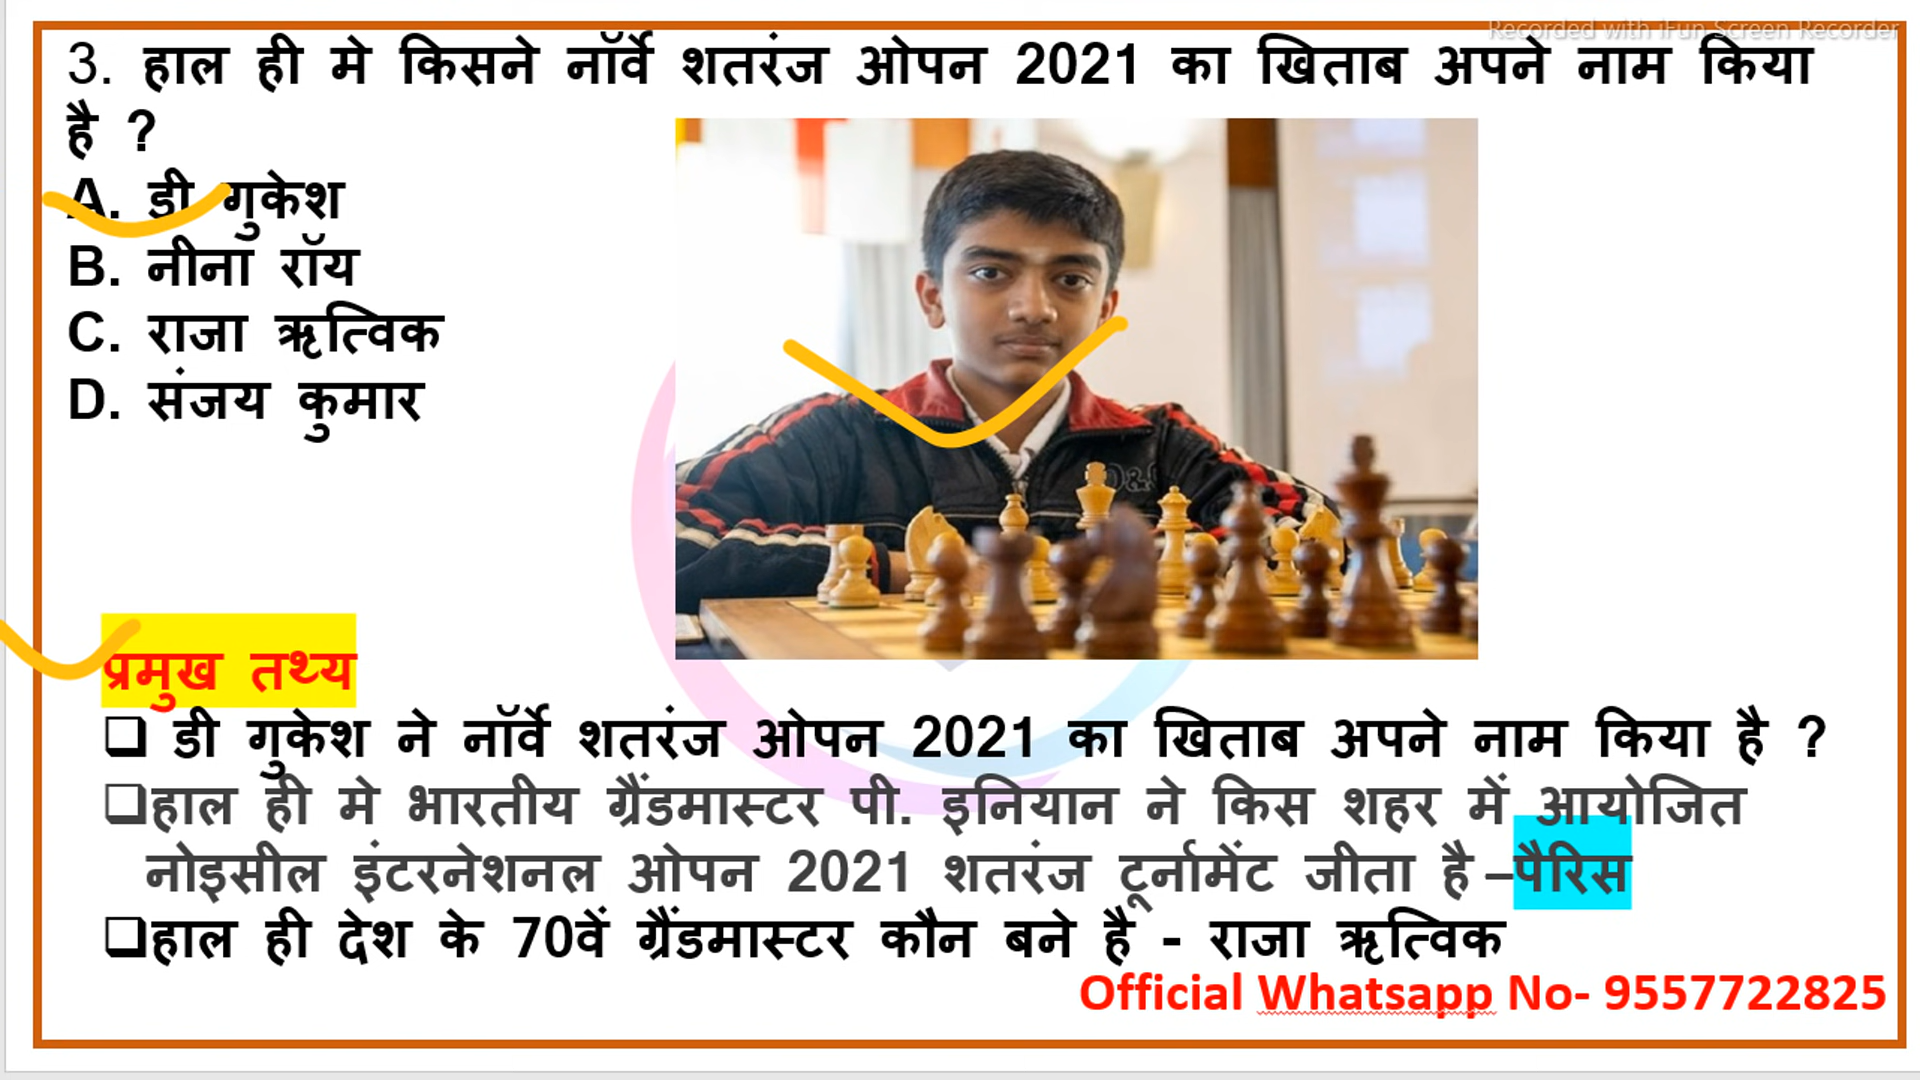 Recorded with iFun Screen Recorder
3. हाल ही मे किसने नॉर्वे शतरंज ओपन 2021 का खिताब अपने नाम किया
है ?
A. डी गुकेश
B. नीना रॉय
C. राजा ऋत्विक
D. संजय कुमार
प्रमुख तथ्य
❑ डी गुकेश ने नॉर्वे शतरंज ओपन 2021 का खिताब अपने नाम किया है ?
❑हाल ही मे भारतीय ग्रैंडमास्टर पी. इनियान ने किस शहर में आयोजित
नोइसील इंटरनेशनल ओपन 2021 शतरंज टूर्नामेंट जीता है –पैरिस
❑हाल ही देश के 70वें ग्रैंडमास्टर कौन बने है - राजा ऋत्विक
Official Whatsapp No- 9557722825